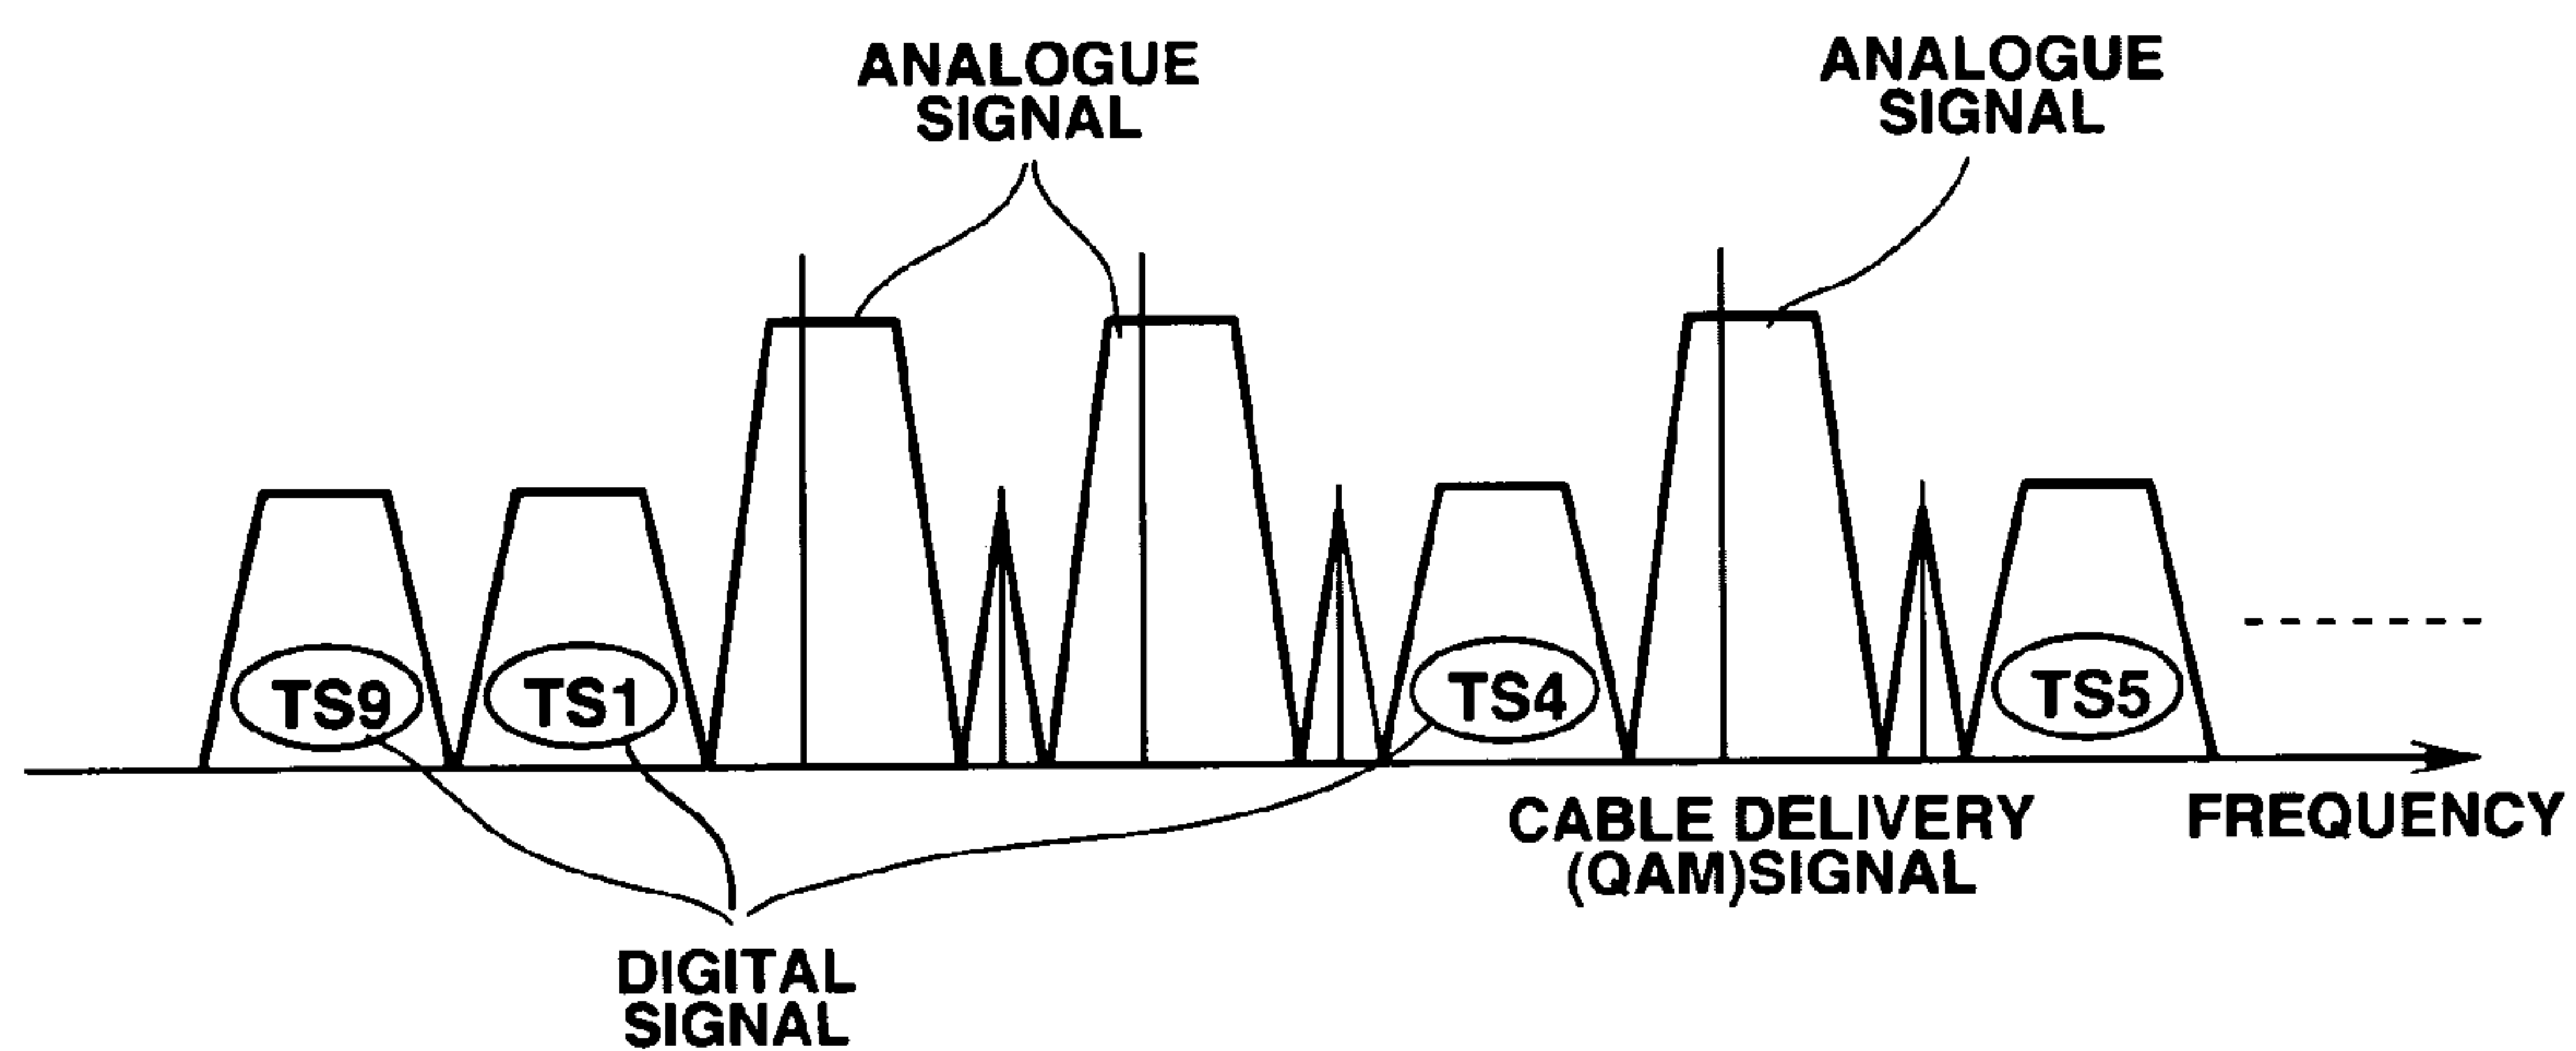 ANALOGUE
SIGNAL
ANALOGUE
SIGNAL
TS9
TS1
TS4
TS5
CABLE DELIVERY
(QAM)SIGNAL
FREQUENCY
DIGITAL
SIGNAL